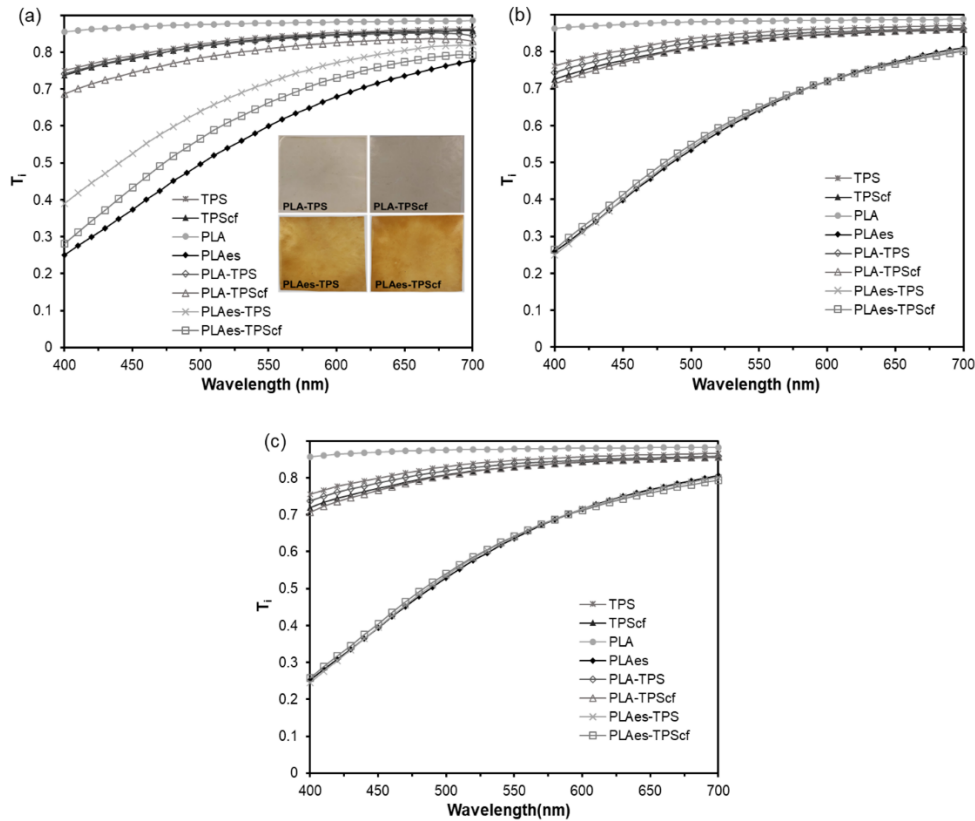 (a)
0.9
0.8
0.7
0.6
0.5
0.4
0.3
0.2
0.1
0
Ti
400 450 500 550 600 650 700
Wavelength (nm)
TPS
TPScf
PLA
PLAes
PLA-TPS
PLA-TPScf
PLAes-TPS
PLAes-TPScf
PLA-TPS PLA-TPScf
PLAes-TPS PLAes-TPScf
(b)
0.9
0.8
0.7
0.6
0.5
0.4
0.3
0.2
0.1
0
Ti
400 450 500 550 600 650 700
Wavelength (nm)
TPS
TPScf
PLA
PLAes
PLA-TPS
PLA-TPScf
PLAes-TPS
PLAes-TPScf
(c)
0.9
0.8
0.7
0.6
0.5
0.4
0.3
0.2
0.1
0
Ti
400 450 500 550 600 650 700
Wavelength(nm)
TPS
TPScf
PLA
PLAes
PLA-TPS
PLA-TPScf
PLAes-TPS
PLAes-TPScf